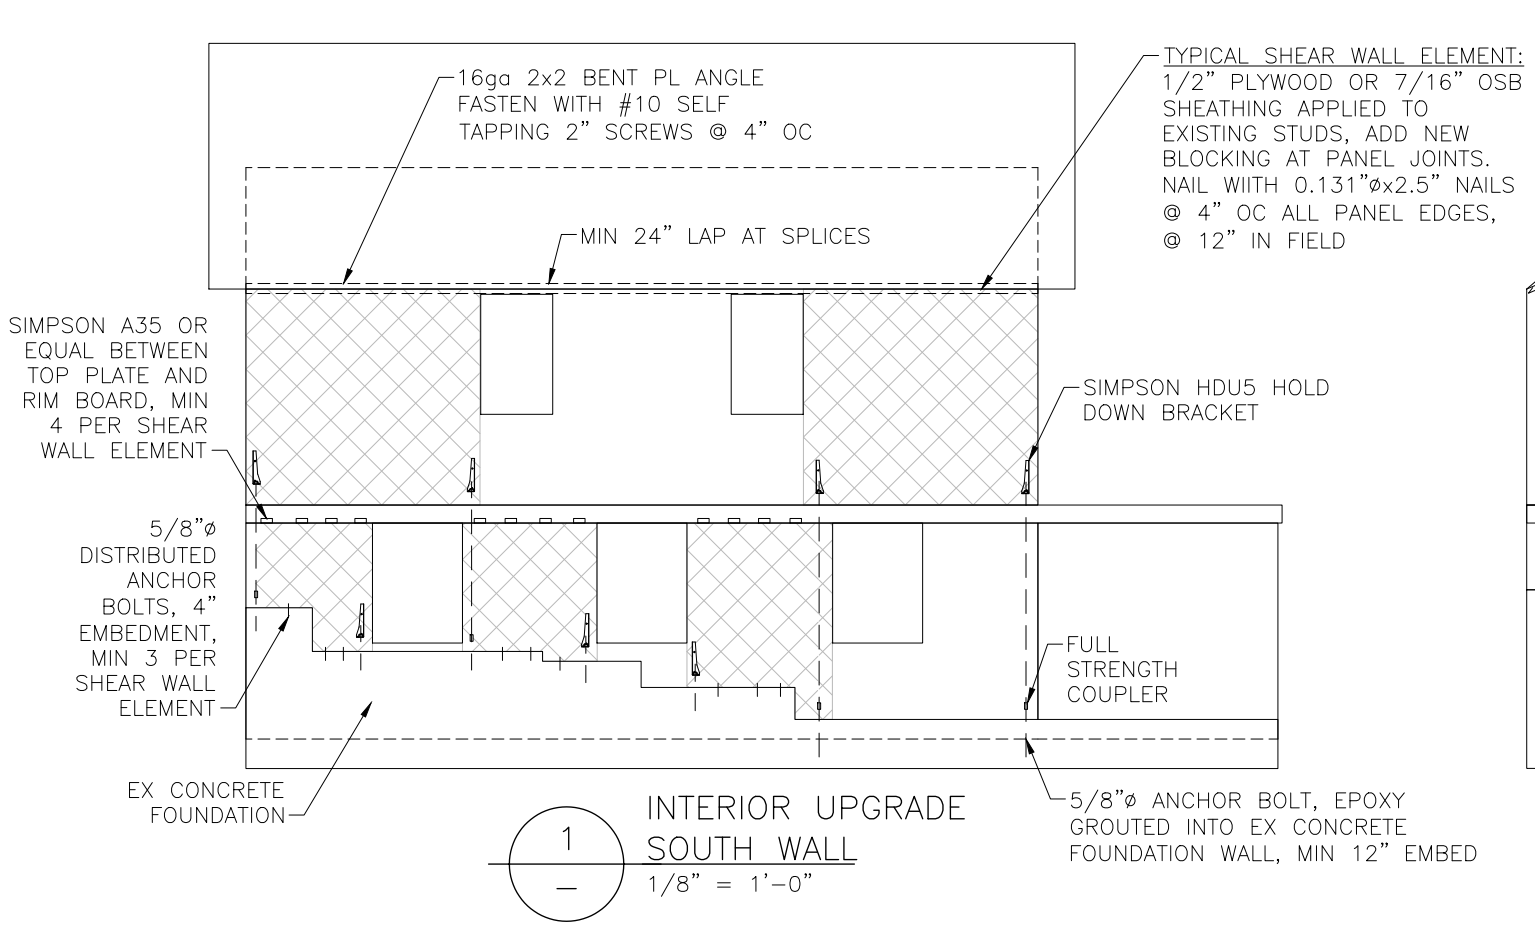 16ga 2x2 BENT PL ANGLE
FASTEN WITH #10 SELF
TAPPING 2” SCREWS @ 4” OC
TYPICAL SHEAR WALL ELEMENT:
1/2” PLYWOOD OR 7/16” OSB
SHEATHING APPLIED TO
EXISTING STUDS, ADD NEW
BLOCKING AT PANEL JOINTS.
NAIL WIITH 0.131”øx2.5” NAILS
@ 4” OC ALL PANEL EDGES,
@ 12” IN FIELD
MIN 24” LAP AT SPLICES
SIMPSON A35 OR
EQUAL BETWEEN
TOP PLATE AND
RIM BOARD, MIN
4 PER SHEAR
WALL ELEMENT
SIMPSON HDU5 HOLD
DOWN BRACKET
5/8”ø
DISTRIBUTED
ANCHOR
BOLTS, 4”
EMBEDMENT,
MIN 3 PER
SHEAR WALL
ELEMENT
FULL
STRENGTH
COUPLER
EX CONCRETE
FOUNDATION
5/8”ø ANCHOR BOLT, EPOXY
GROUTED INTO EX CONCRETE
FOUNDATION WALL, MIN 12” EMBED
1
–
INTERIOR UPGRADE
SOUTH WALL
1/8” = 1’–0”